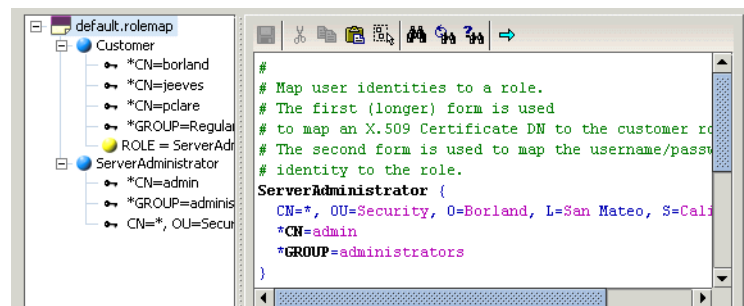 default.rolemap
Customer
*CN=borland
*CN=jeeves
*CN=pclare
*GROUP=Regular
ROLE = ServerAdr
ServerAdministrator
*CN=admin
*GROUP=adminis
CN=*, OU=Secur
#
# Map user identities to a role.
# The first (longer) form is used
# to map an X.509 Certificate DN to the customer ro
# The second form is used to map the username/passw
# identity to the role.
ServerAdministrator {
CN=*, OU=Security, O=Borland, L=San Mateo, S=Cali
*CN=admin
*GROUP=administrators
}